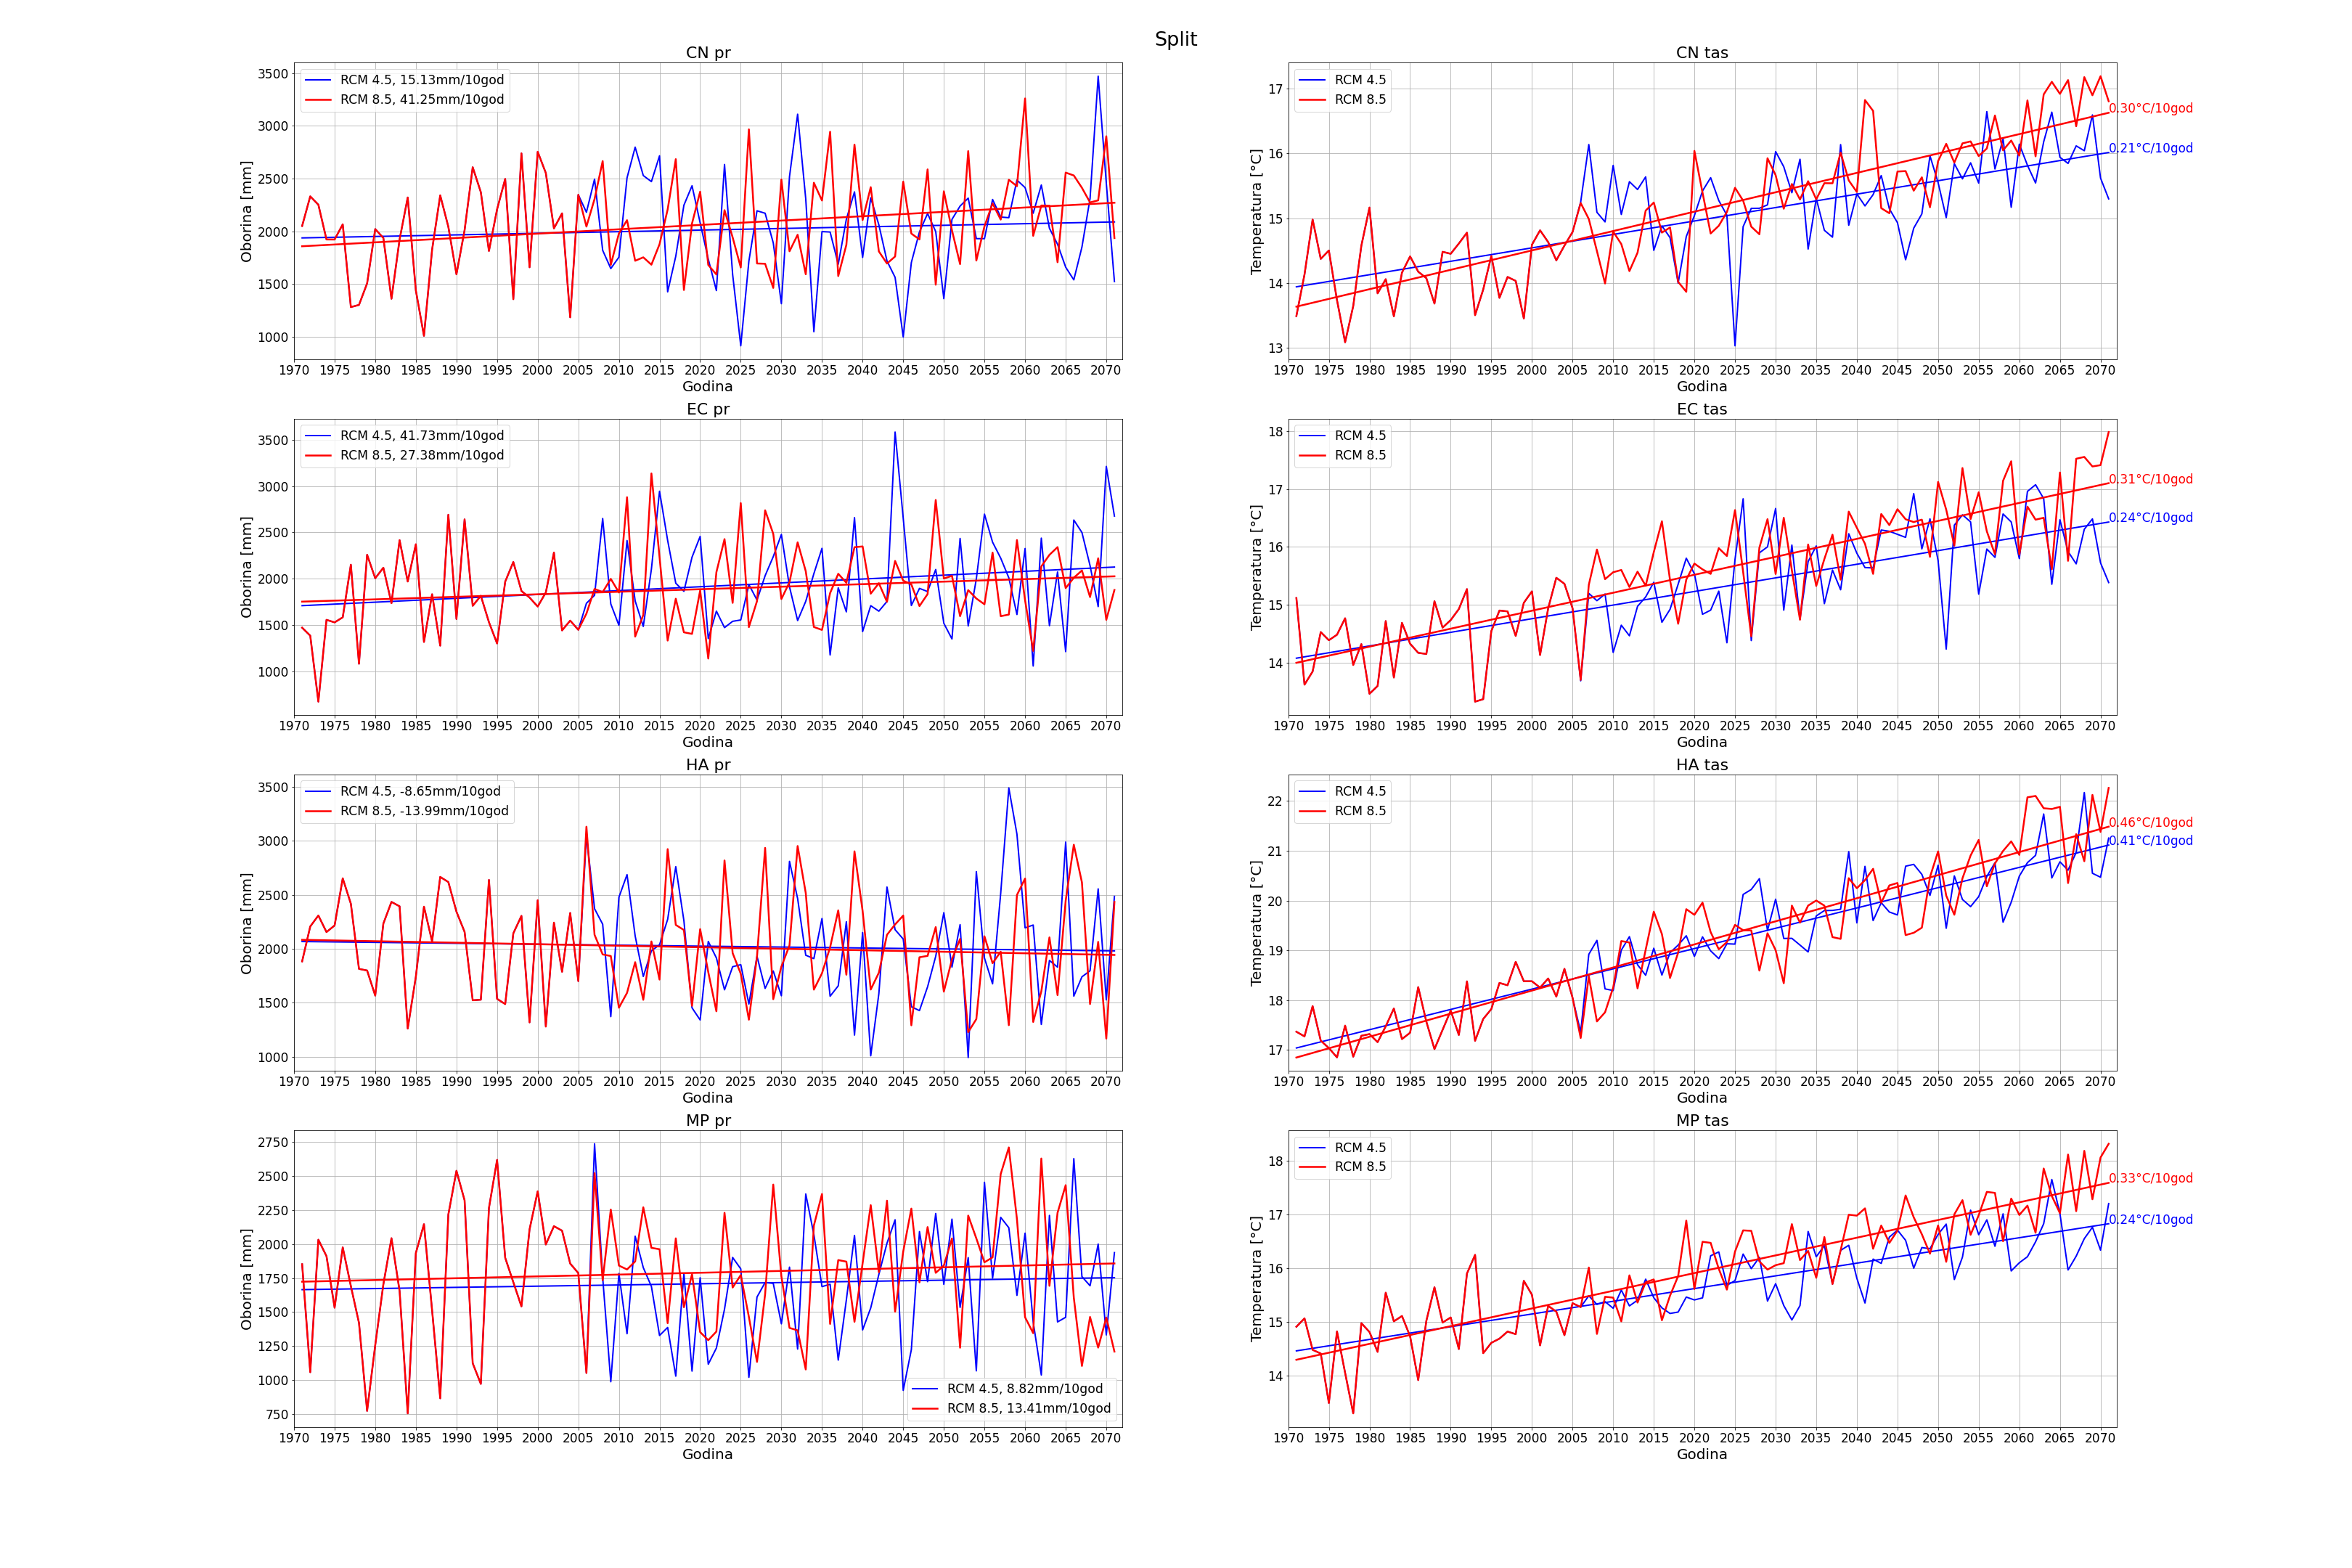 Split
CN pr
3500
3000
2500
2000
1500
1000
Oborina [mm]
RCM 4.5, 15.13mm/10god
RCM 8.5, 41.25mm/10god
1970 1975 1980 1985 1990 1995 2000 2005 2010 2015 2020 2025 2030 2035 2040 2045 2050 2055 2060 2065 2070
Godina
CN tas
17
16
15
14
13
Temperatura [°C]
RCM 4.5
RCM 8.5
0.30°C/10god
0.21°C/10god
1970 1975 1980 1985 1990 1995 2000 2005 2010 2015 2020 2025 2030 2035 2040 2045 2050 2055 2060 2065 2070
Godina
EC pr
3500
3000
2500
2000
1500
1000
Oborina [mm]
RCM 4.5, 41.73mm/10god
RCM 8.5, 27.38mm/10god
1970 1975 1980 1985 1990 1995 2000 2005 2010 2015 2020 2025 2030 2035 2040 2045 2050 2055 2060 2065 2070
Godina
EC tas
18
17
16
15
14
Temperatura [°C]
RCM 4.5
RCM 8.5
0.31°C/10god
0.24°C/10god
1970 1975 1980 1985 1990 1995 2000 2005 2010 2015 2020 2025 2030 2035 2040 2045 2050 2055 2060 2065 2070
Godina
HA pr
3500
3000
2500
2000
1500
1000
Oborina [mm]
RCM 4.5, -8.65mm/10god
RCM 8.5, -13.99mm/10god
1970 1975 1980 1985 1990 1995 2000 2005 2010 2015 2020 2025 2030 2035 2040 2045 2050 2055 2060 2065 2070
Godina
HA tas
22
21
20
19
18
17
Temperatura [°C]
RCM 4.5
RCM 8.5
0.46°C/10god
0.41°C/10god
1970 1975 1980 1985 1990 1995 2000 2005 2010 2015 2020 2025 2030 2035 2040 2045 2050 2055 2060 2065 2070
Godina
MP pr
2750
2500
2250
2000
1750
1500
1250
1000
750
Oborina [mm]
RCM 4.5, 8.82mm/10god
RCM 8.5, 13.41mm/10god
1970 1975 1980 1985 1990 1995 2000 2005 2010 2015 2020 2025 2030 2035 2040 2045 2050 2055 2060 2065 2070
Godina
MP tas
18
17
16
15
14
Temperatura [°C]
RCM 4.5
RCM 8.5
0.33°C/10god
0.24°C/10god
1970 1975 1980 1985 1990 1995 2000 2005 2010 2015 2020 2025 2030 2035 2040 2045 2050 2055 2060 2065 2070
Godina